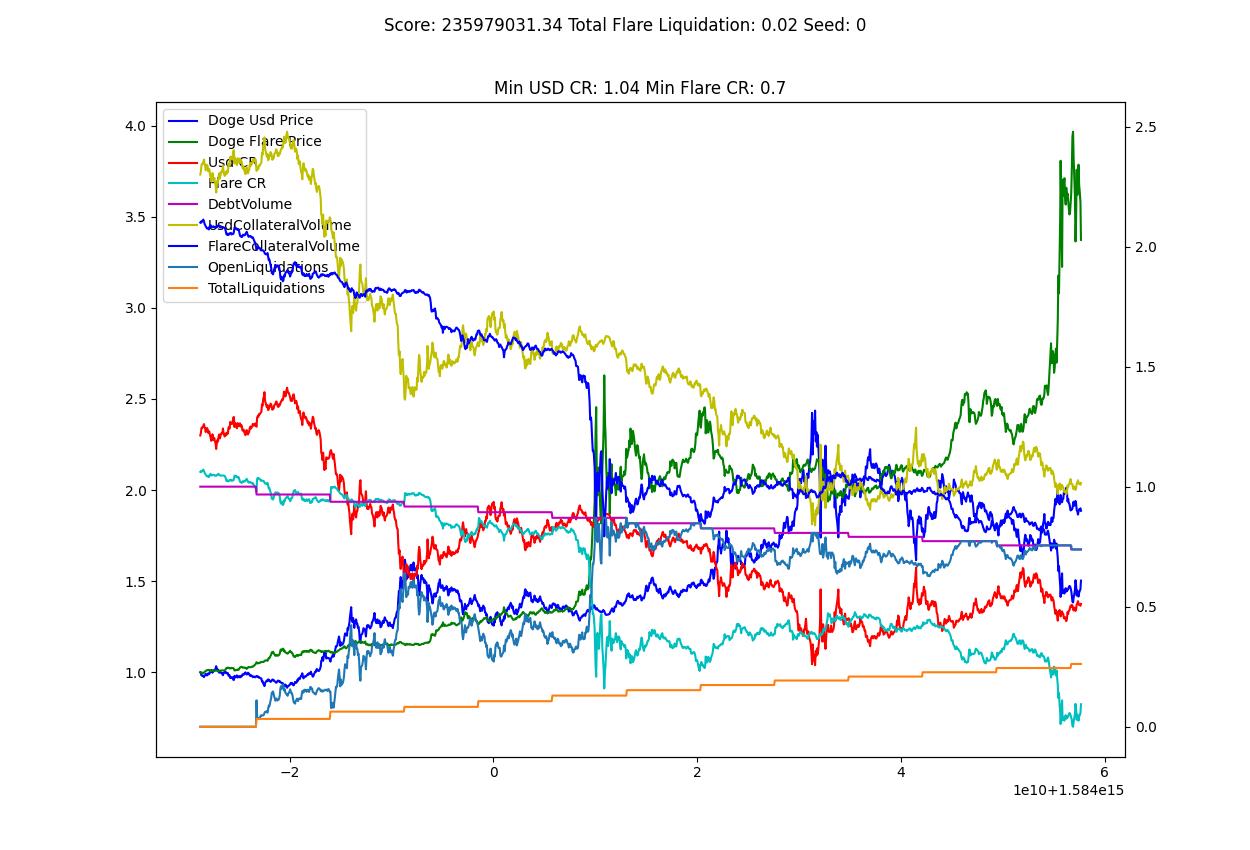 Score: 235979031.34 Total Flare Liquidation: 0.02 Seed: 0
Min USD CR: 1.04 Min Flare CR: 0.7
Doge Usd Price
Doge Flare Price
Usd CR
Flare CR
DebtVolume
UsdCollateralVolume
FlareCollateralVolume
OpenLiquidations
TotalLiquidations
4.0
3.5
3.0
2.5
2.0
1.5
1.0
2.5
2.0
1.5
1.0
0.5
0.0
−2
0
2
4
6
1e10+1.584e15